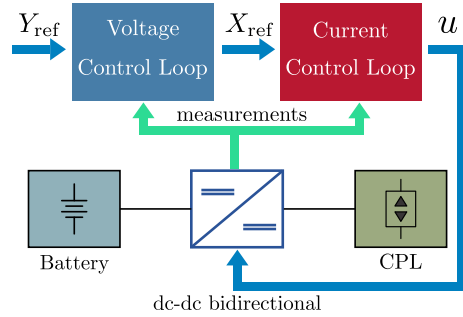 Y_ref
Voltage
Control Loop
X_ref
Current
Control Loop
u
measurements
Battery
CPL
dc-dc bidirectional